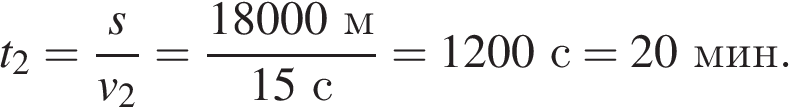 t₂ = s/v₂ = 18000 м/15 с = 1200 с = 20 мин.